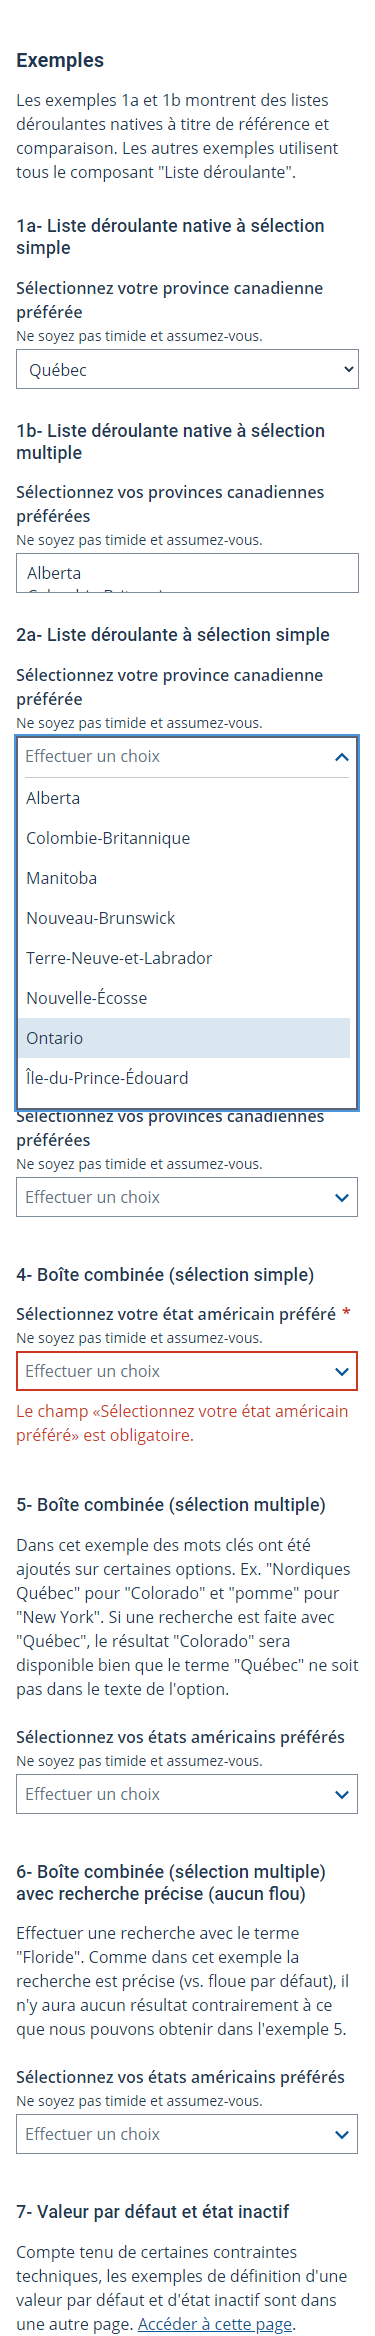 Exemples
Les exemples 1a et 1b montrent des listes
déroulantes natives à titre de référence et
comparaison. Les autres exemples utilisent
tous le composant "Liste déroulante".
1a- Liste déroulante native à sélection
simple
Sélectionnez votre province canadienne
préférée
Ne soyez pas timide et assumez-vous.
Québec
1b- Liste déroulante native à sélection
multiple
Sélectionnez vos provinces canadiennes
préférées
Ne soyez pas timide et assumez-vous.
Alberta
2a- Liste déroulante à sélection simple
Sélectionnez votre province canadienne
préférée
Ne soyez pas timide et assumez-vous.
Effectuer un choix
Alberta
Colombie-Britannique
Manitoba
Nouveau-Brunswick
Terre-Neuve-et-Labrador
Nouvelle-Écosse
Ontario
Île-du-Prince-Édouard
Sélectionnez vos provinces canadiennes
préférées
Ne soyez pas timide et assumez-vous.
Effectuer un choix
4- Boîte combinée (sélection simple)
Sélectionnez votre état américain préféré *
Ne soyez pas timide et assumez-vous.
Effectuer un choix
Le champ «Sélectionnez votre état américain
préféré» est obligatoire.
5- Boîte combinée (sélection multiple)
Dans cet exemple des mots clés ont été
ajoutés sur certaines options. Ex. "Nordiques
Québec" pour "Colorado" et "pomme" pour
"New York". Si une recherche est faite avec
"Québec", le résultat "Colorado" sera
disponible bien que le terme "Québec" ne soit
pas dans le texte de l'option.
Sélectionnez vos états américains préférés
Ne soyez pas timide et assumez-vous.
Effectuer un choix
6- Boîte combinée (sélection multiple)
avec recherche précise (aucun flou)
Effectuer une recherche avec le terme
"Floride". Comme dans cet exemple la
recherche est précise (vs. floue par défaut), il
n'y aura aucun résultat contrairement à ce
que nous pouvons obtenir dans l'exemple 5.
Sélectionnez vos états américains préférés
Ne soyez pas timide et assumez-vous.
Effectuer un choix
7- Valeur par défaut et état inactif
Compte tenu de certaines contraintes
techniques, les exemples de définition d'une
valeur par défaut et d'état inactif sont dans
une autre page. Accéder à cette page.